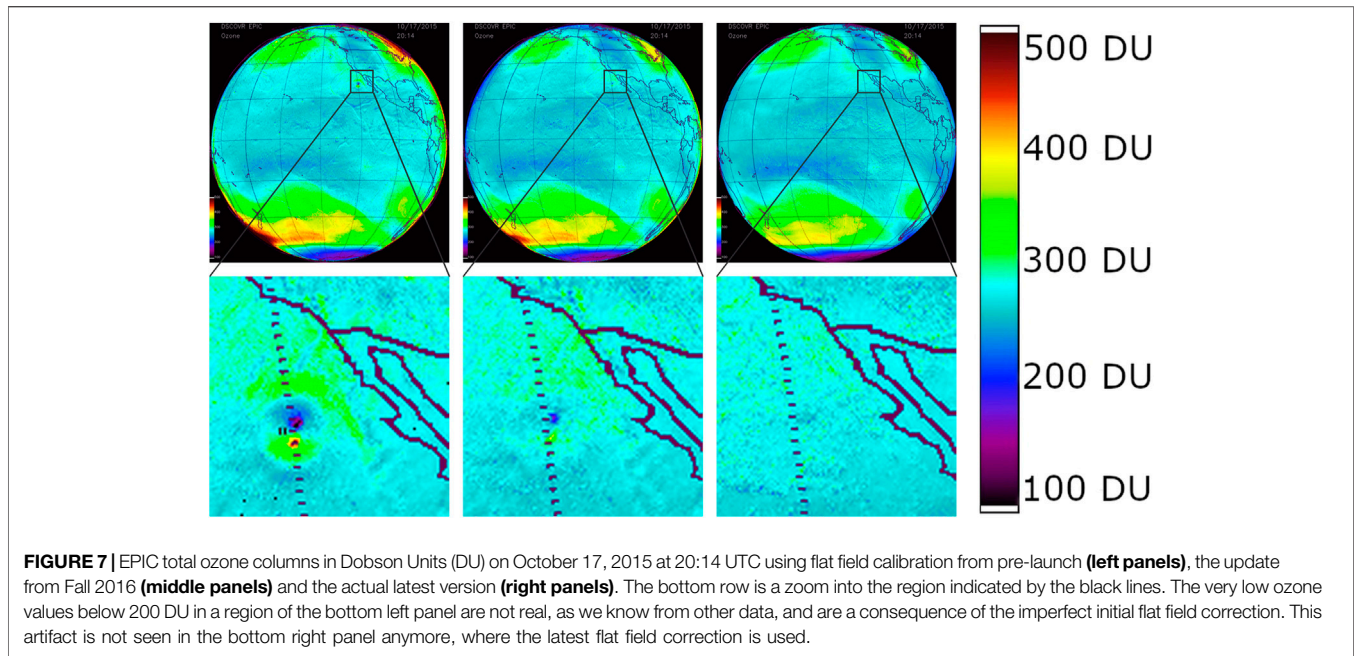 DSCOVR EPIC
Ozone
10/17/2015
20:14
DSCOVR EPIC
Ozone
10/17/2015
20:14
DSCOVR EPIC
Ozone
10/17/2015
20:14
500 DU
400 DU
300 DU
200 DU
100 DU
FIGURE 7 | EPIC total ozone columns in Dobson Units (DU) on October 17, 2015 at 20:14 UTC using flat field calibration from pre-launch (left panels), the update
from Fall 2016 (middle panels) and the actual latest version (right panels). The bottom row is a zoom into the region indicated by the black lines. The very low ozone
values below 200 DU in a region of the bottom left panel are not real, as we know from other data, and are a consequence of the imperfect initial flat field correction. This
artifact is not seen in the bottom right panel anymore, where the latest flat field correction is used.